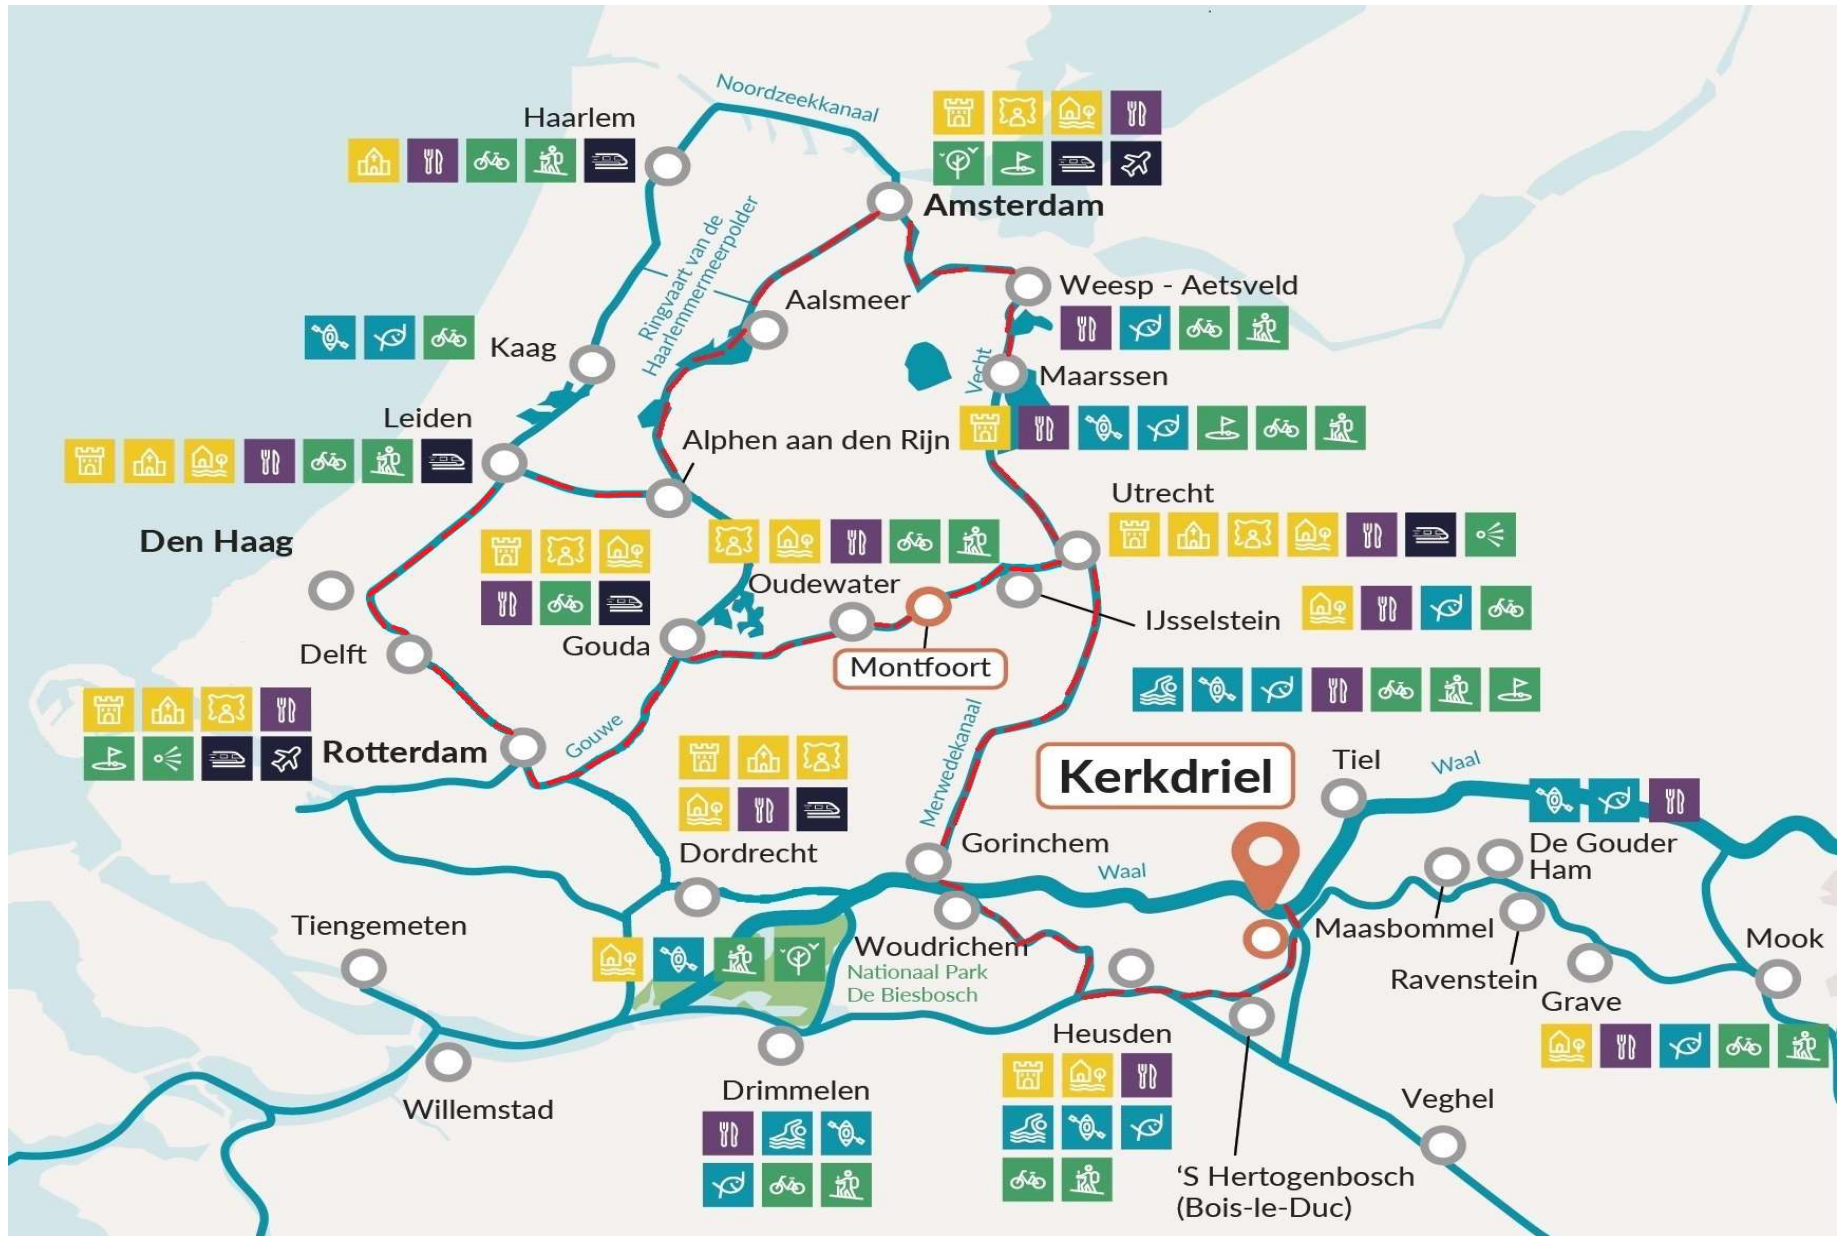 Noordzeekkanaal
Haarlem
Amsterdam
Ringvaart van de
Haarlemmermeerpolder
Aalsmeer
Weesp - Aetsveld
Kaag
Vecht
Maarssen
Leiden
Alphen aan den Rijn
Utrecht
Den Haag
Oudewater
IJsselstein
Gouda
Delft
Montfoort
Rotterdam
Gouwe
Merwedekanaal
Kerkdriel
Tiel
Waal
Dordrecht
Gorinchem
Waal
De Gouder
Ham
Tiengemeten
Woudrichem
Maasbommel
Mook
Nationaal Park
De Biesbosch
Ravenstein
Grave
Heusden
Drimmelen
Willemstad
Veghel
‘S Hertogenbosch
(Bois-le-Duc)